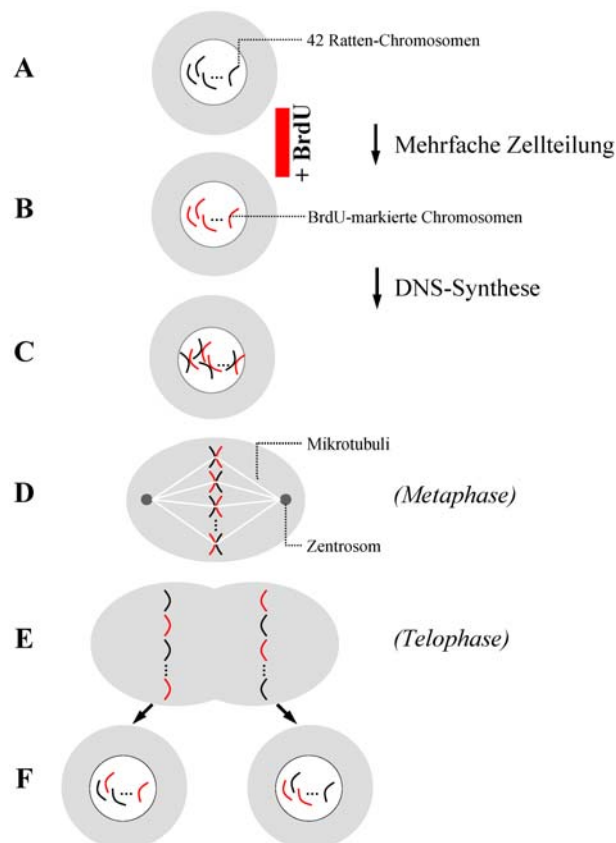 42 Ratten-Chromosomen
A
+ BrdU
Mehrfache Zellteilung
B
BrdU-markierte Chromosomen
...
DNS-Synthese
C
...
Mikrotubuli
D
(Metaphase)
Zentrosom
E
(Telophase)
F
...
...